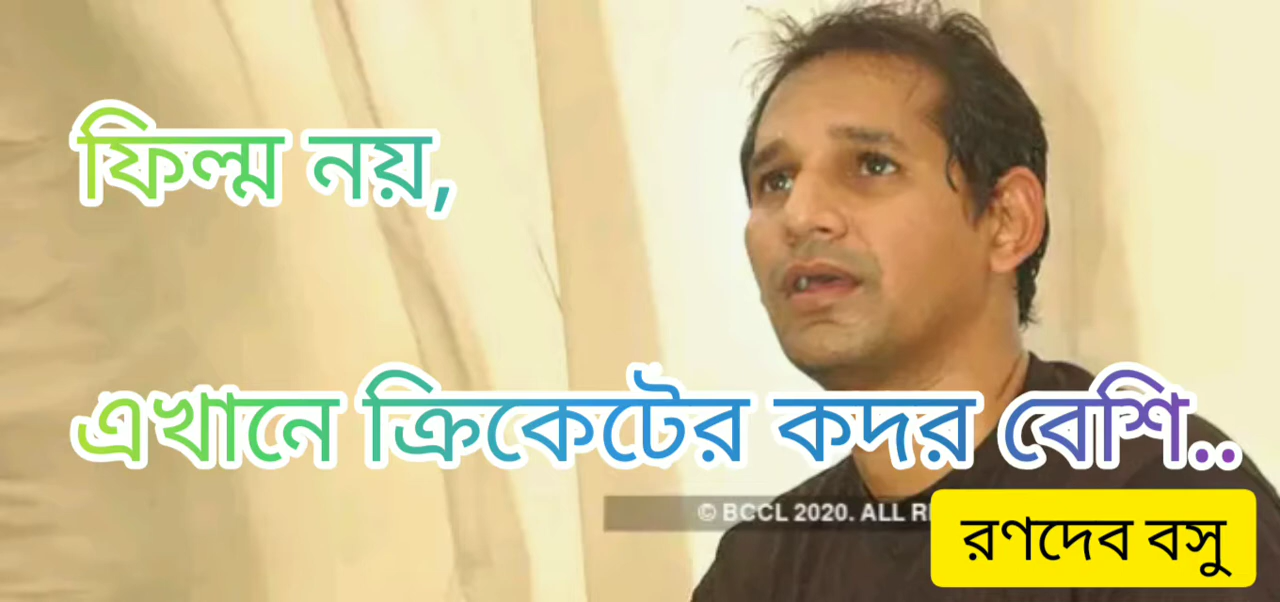 ফিল্ম নয়,
এখানে ক্রিকেটের কদর বেশি..
© BCCL 2020. ALL
রণদেব বসু